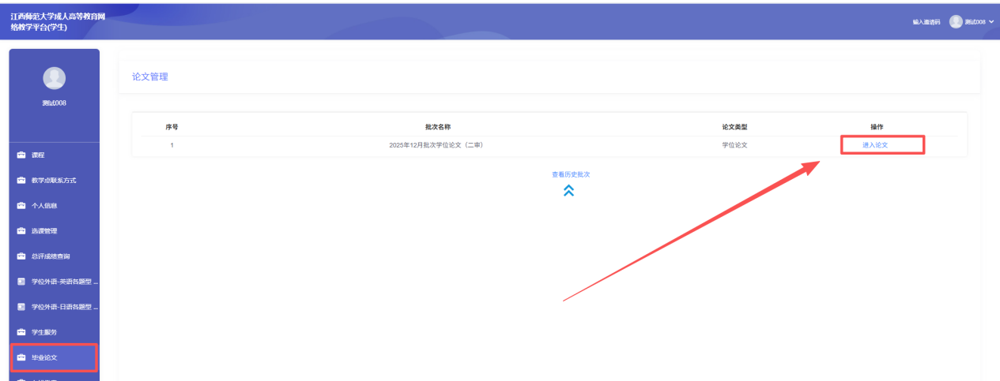 江西师范大学成人高等教育网
络教学平台(学生)
输入邀请码
测试008
测试008
论文管理
序号 批次名称 论文类型 操作
1 2025年12月批次学位论文（二审） 学位论文 进入论文
查看历史批次
课程
教学点联系方式
个人信息
选课管理
总评成绩查询
学位外语-英语各题型 ...
学位外语-日语各题型 ...
学生服务
毕业论文